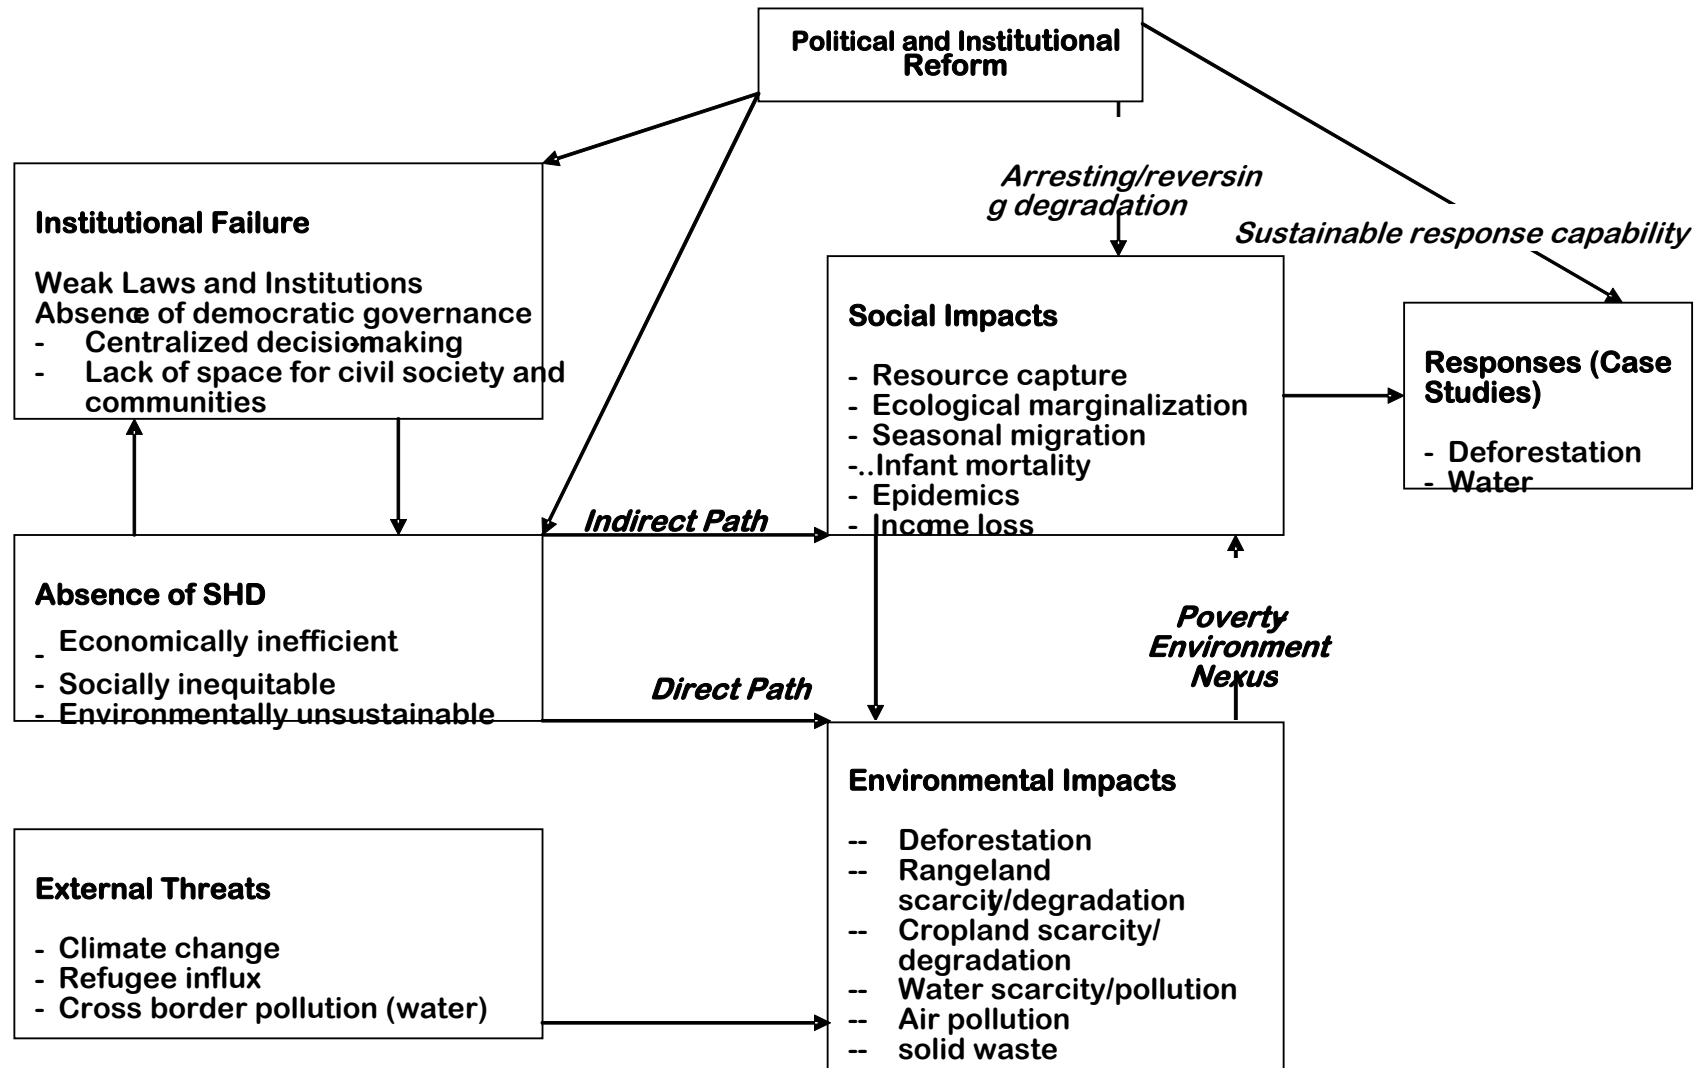 Political and Institutional
Reform
Arresting/reversin
g degradation
Sustainable response capability
Institutional Failure
Weak Laws and Institutions
Absence of democratic governance
- Centralized decisio-making
- Lack of space for civil society and
communities
Social Impacts
- Resource capture
- Ecological marginalization
- Seasonal migration
-..Infant mortality
- Epidemics
- Income loss
Responses (Case
Studies)
- Deforestation
- Water
Indirect Path
Absence of SHD
- Economically inefficient
- Socially inequitable
- Environmentally unsustainable
Direct Path
Poverty-
Environment
Nexus
Environmental Impacts
-- Deforestation
-- Rangeland
scarcity/degradation
-- Cropland scarcity/
degradation
-- Water scarcity/pollution
-- Air pollution
-- solid waste
External Threats
- Climate change
- Refugee influx
- Cross border pollution (water)